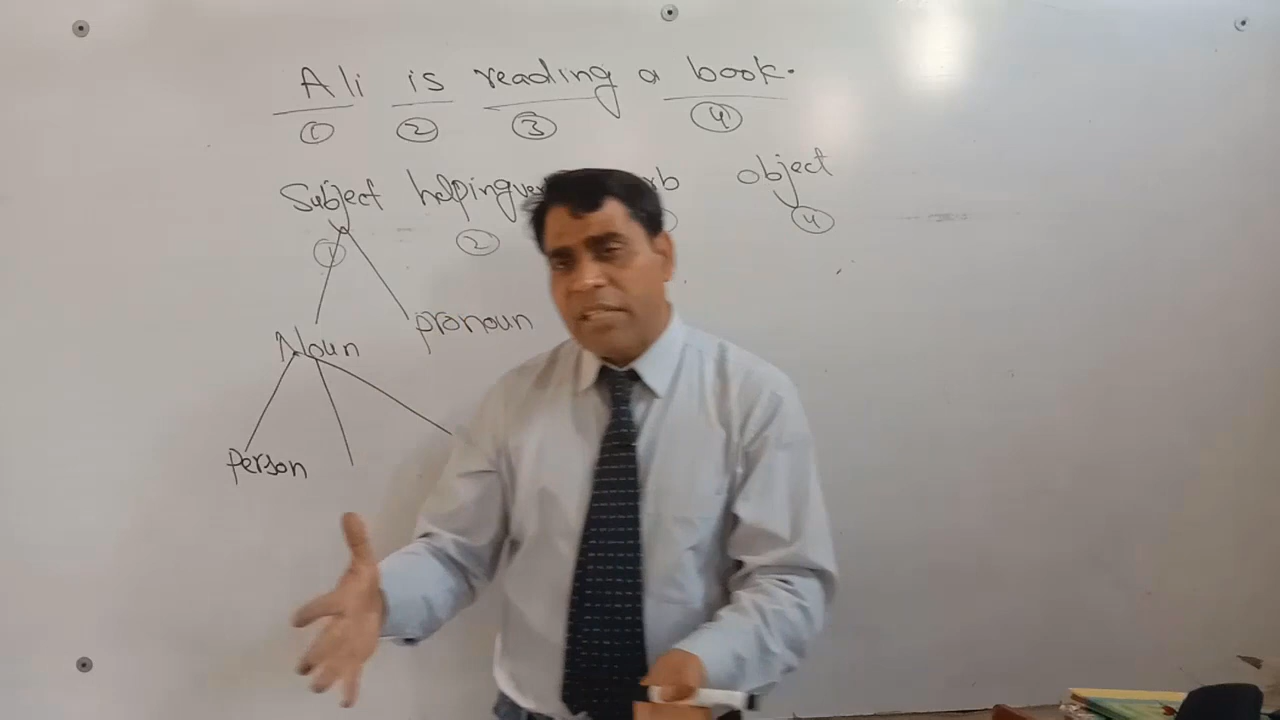 Ali is reading a book.
① ② ③ ④
Subject helping object
① ② ④
Noun pronoun
person